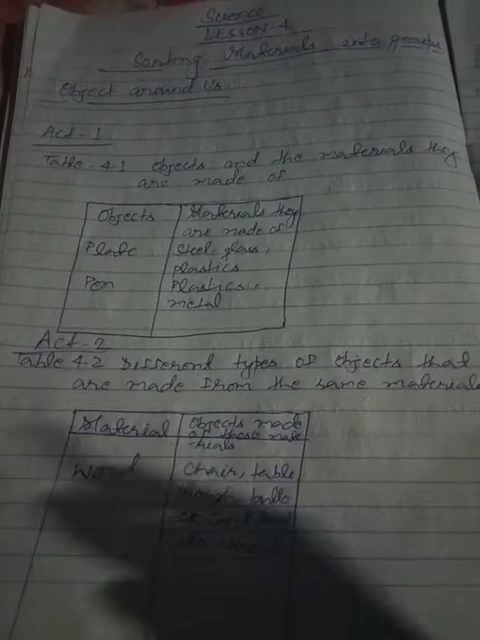 Science
LESSON-4
Sorting Materials into groups
Object around Us
Act-1
Table-4.1 Objects and the materials they
are made of
Objects
Materials they
are made of
Plate
Steel, glass,
plastics
Pen
Plastics,
metal
Act-2
Table 4.2 Different types of objects that
are made from the same materials
Material
Objects made
of these mate
-rials
Wood
Chair, table